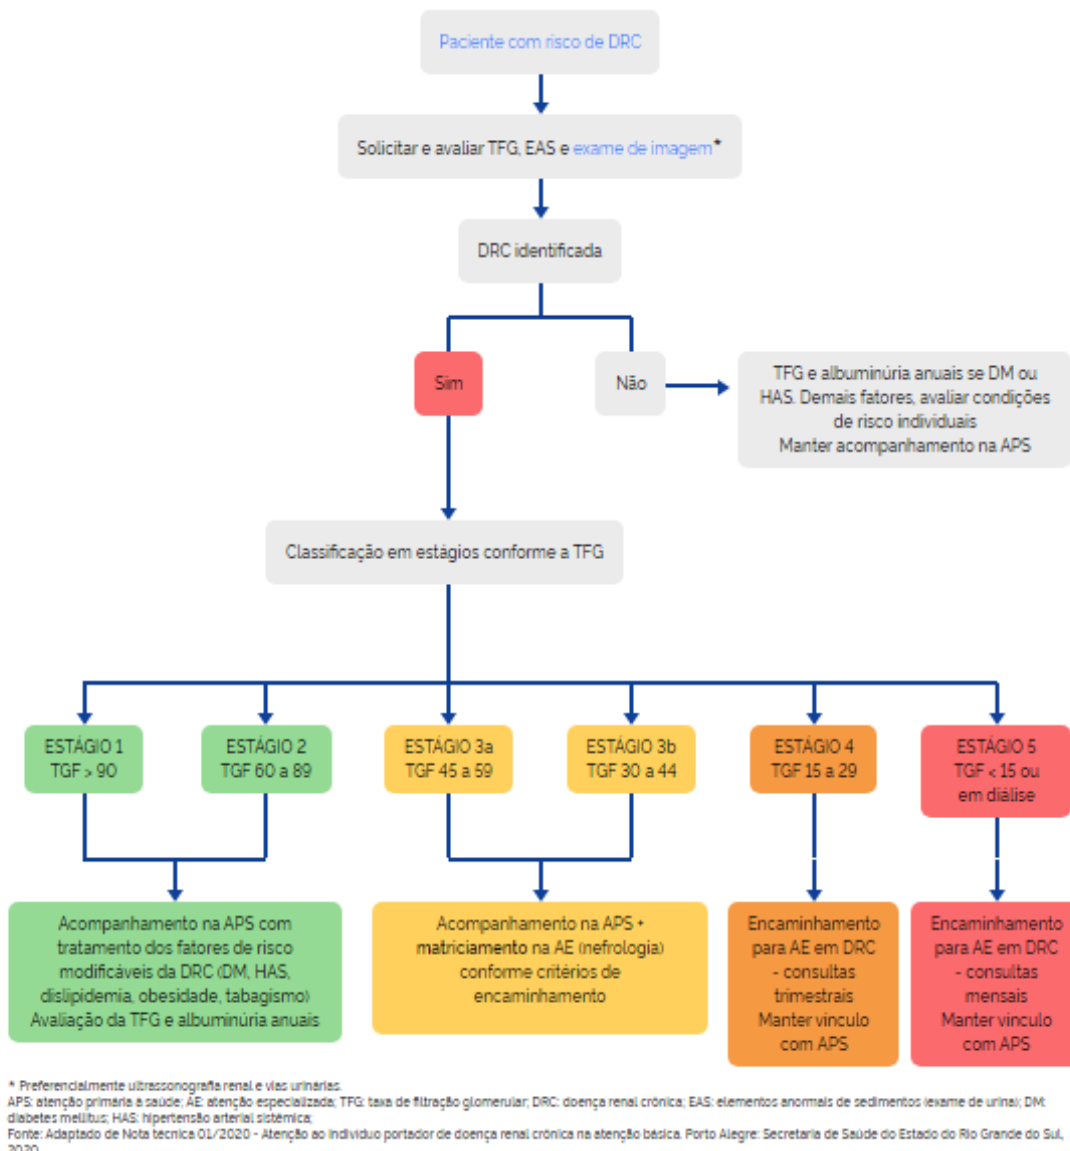 Paciente com risco de DRC
Solicitar e avaliar TFG, EAS e exame de imagem*
DRC identificada
Sim
Não
TFG e albuminúria anuais se DM ou
HAS. Demais fatores, avaliar condições
de risco individuais
Manter acompanhamento na APS
Classificação em estágios conforme a TFG
ESTÁGIO 1
TGF > 90
ESTÁGIO 2
TGF 60 a 89
ESTÁGIO 3a
TGF 45 a 59
ESTÁGIO 3b
TGF 30 a 44
ESTÁGIO 4
TGF 15 a 29
ESTÁGIO 5
TGF < 15 ou
em diálise
Acompanhamento na APS com
tratamento dos fatores de risco
modificáveis da DRC (DM, HAS,
dislipidemia, obesidade, tabagismo)
Avaliação da TFG e albuminúria anuais
Acompanhamento na APS +
matriciamento na AE (nefrologia)
conforme critérios de
encaminhamento
Encaminhamento
para AE em DRC
- consultas
trimestrais
Manter vinculo
com APS
Encaminhamento
para AE em DRC
- consultas
mensais
Manter vinculo
com APS
* Preferencialmente ultrassonografia renal e vias urinárias.
APS: atenção primária à saúde; AE: atenção especializada; TFG: taxa de filtração glomerular; DRC: doença renal crônica; EAS: elementos anormais de sedimentos (exame de urina); DM:
diabetes mellitus; HAS: hipertensão arterial sistêmica;
Fonte: Adaptado de Nota técnica 01/2020 - Atenção ao indivíduo portador de doença renal crônica na atenção básica. Porto Alegre: Secretaria de Saúde do Estado do Rio Grande do Sul,
2020